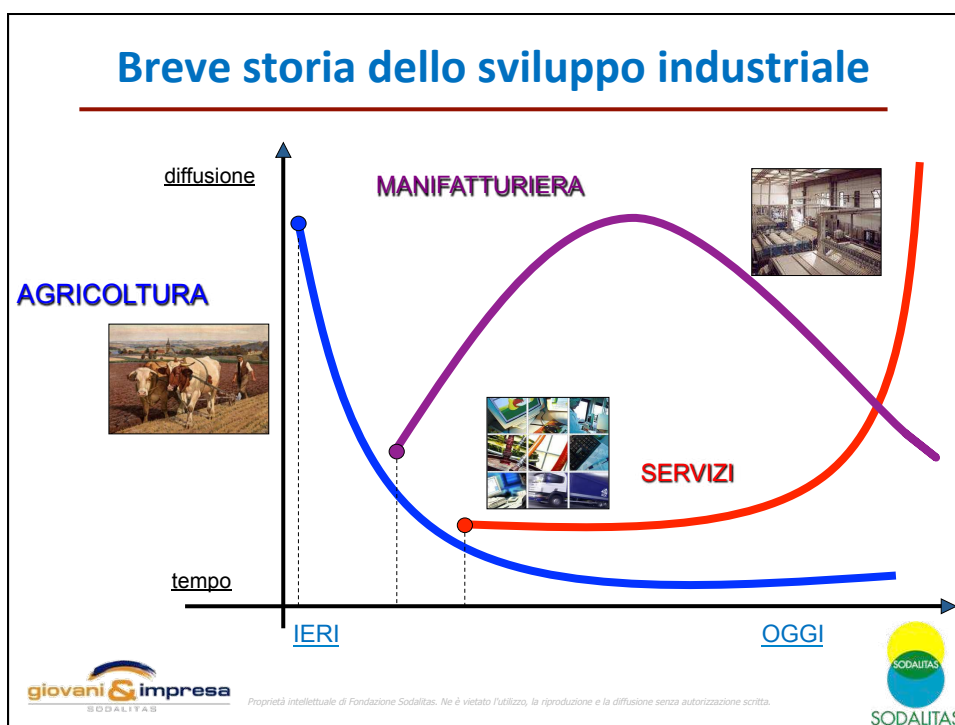 Breve storia dello sviluppo industriale
diffusione
MANIFATTURIERA
AGRICOLTURA
SERVIZI
tempo
IERI
OGGI
giovani & impresa
SODALITAS
Proprietà intellettuale di Fondazione Sodalitas. Ne è vietato l'utilizzo, la riproduzione e la diffusione senza autorizzazione scritta.
SODALITAS
SODALITAS